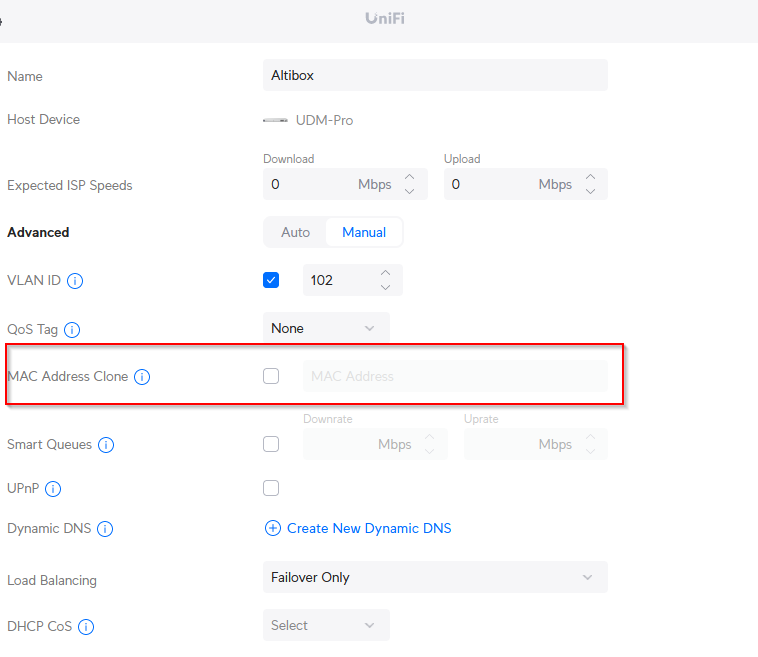 UniFi
Name Altibox
Host Device UDM-Pro
Download Upload
Expected ISP Speeds 0 Mbps 0 Mbps
Advanced Auto Manual
VLAN ID 102
QoS Tag None
MAC Address Clone MAC Address
Downrate Uprate
Smart Queues Mbps Mbps
UPnP
Dynamic DNS Create New Dynamic DNS
Load Balancing Failover Only
DHCP CoS Select